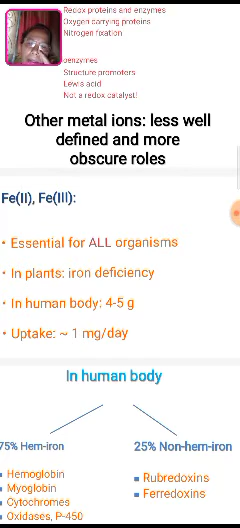 Redox proteins and enzymes
Oxygen carrying proteins
Nitrogen fixation
oenzymes
Structure promoters
Lewis acid
Not a redox catalyst!
Other metal ions: less well
defined and more
obscure roles
Fe(II), Fe(III):
• Essential for ALL organisms
• In plants: iron deficiency
• In human body: 4-5 g
• Uptake: ~ 1 mg/day
In human body
75% Hem-iron
25% Non-hem-iron
Hemoglobin
Myoglobin
Cytochromes
Oxidases, P-450
Rubredoxins
Ferredoxins